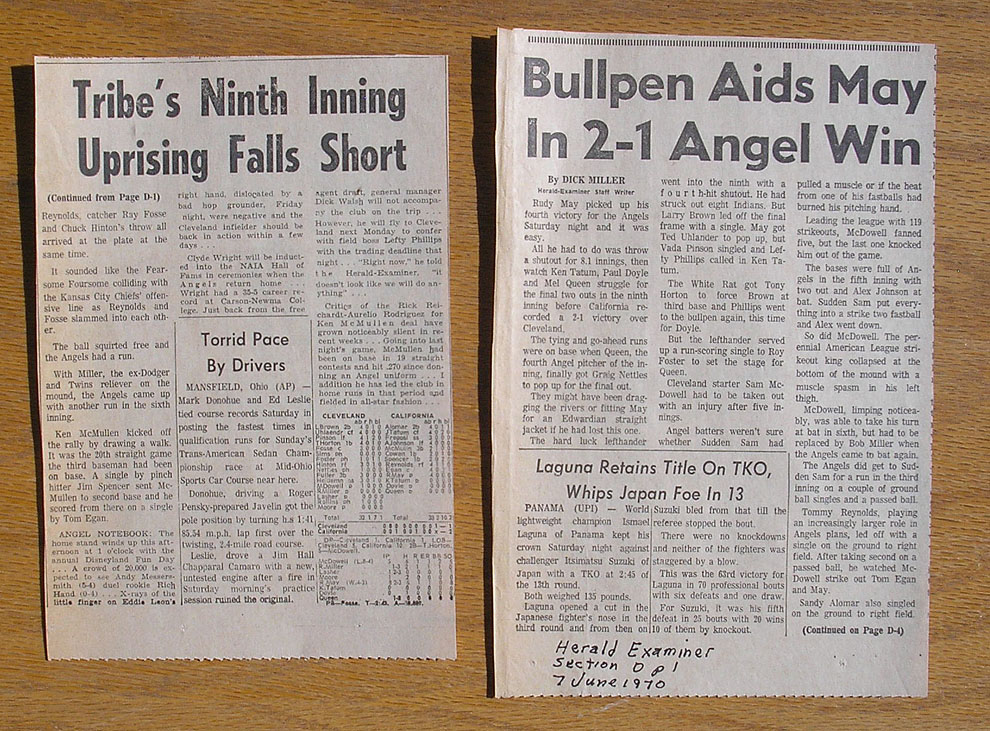 Tribe's Ninth Inning
Uprising Falls Short
(Continued from Page D-1)
Reynolds, catcher Ray Fosse
and Chuck Hinton's throw all
arrived at the plate at the
same time.
It sounded like the Fear-
some Foursome colliding with
the Kansas City Chiefs' offen-
sive line as Reynolds and
Fosse slammed into each oth-
er.
The ball squirted free and
the Angels had a run.
With Miller, the ex-Dodger
and Twins reliever on the
mound, the Angels came up
with another run in the sixth
inning.
Ken McMullen kicked off
the rally by drawing a walk.
It was the 20th straight game
the third baseman had been
on base. A single by pinch
hitter Jim Spencer sent Mc-
Mullen to second base and he
scored from there on a single
by Tom Egan.
ANGEL NOTEBOOK: The
home stand winds up this af-
ternoon at 1 o'clock with the
annual Disneyland Fun Day
. . . A crowd of 20,000 is ex-
pected to see Andy Messer-
smith (5-4) duel rookie Rich
Hand (0-4) . . . X-rays of the
little finger on Eddie Leon's
right hand, dislocated by a
bad hop grounder, Friday
night, were negative and the
Cleveland infielder should be
back in action within a few
days . . .
Clyde Wright will be induct-
ed into the NAIA Hall of
Fams in ceremonies when the
Angels return home . . .
Wright had a 35-5 career re-
cord at Carson-Newma Col-
lege. Just back from the free
agent draft, general manager
Dick Walsh will not accompa-
ny the club on the trip . . .
However, he will fly to Cleve-
land next Monday to confer
with field boss Lefty Phillips
with the trading deadline that
night . . . "Right now," he told
the Herald-Examiner, "it
doesn't look like we will do an-
ything" . . .
Critics of the Rick Rei-
chardt-Aurelio Rodriguez for
Ken McMullen deal have
grown noticeably silent in re-
cent weeks . . . Going into last
night's game, McMullen had
been on base in 19 straight
contests and hit .270 since don-
ning an Angel uniform . . . I
addition he has led the club in
home runs in that period and
fielded in all-star fashion . . .
Torrid Pace
By Drivers
MANSFIELD, Ohio (AP) —
Mark Donohue and Ed Leslie
tied course records Saturday in
posting the fastest times in
qualification runs for Sunday's
Trans-American Sedan Cham-
pionship race at Mid-Ohio
Sports Car Course near here.
Donohue, driving a Roger
Pensky-prepared Javelin got the
pole position by turning his 1:41
85.54 m.p.h. lap first over the
twisting, 2.4-mile road course.
Leslie, drove a Jim Hall
Chapparal Camaro with a new,
untested engine after a fire in
Saturday morning's practice
session ruined the original.
CLEVELAND CALIFORNIA
Total Total
Cleveland
California
Bullpen Aids May
In 2-1 Angel Win
By DICK MILLER
Herald-Examiner Staff Writer
Rudy May picked up his
fourth victory for the Angels
Saturday night and it was
easy.
All he had to do was throw
a shutout for 8.1 innings, then
watch Ken Tatum, Paul Doyle
and Mel Queen struggle for
the final two outs in the ninth
inning before California re-
corded a 2-1 victory over
Cleveland.
The tying and go-ahead runs
were on base when Queen, the
fourth Angel pitcher of the in-
ning, finally got Graig Nettles
to pop up for the final out.
They might have been drag-
ging the rivers or fitting May
for an Edwardian straight
jacket if he had lost this one.
The hard luck lefthander
went into the ninth with a
fourth-hit shutout. He had
struck out eight Indians. But
Larry Brown led off the final
frame with a single. May got
Ted Uhlander to pop up, but
Vada Pinson singled and Lef-
ty Phillips called in Ken Ta-
tum.
The White Rat got Tony
Horton to force Brown at
third base and Phillips went
to the bullpen again, this time
for Doyle.
But the lefthander served
up a run-scoring single to Roy
Foster to set the stage for
Queen.
Cleveland starter Sam Mc-
Dowell had to be taken out
with an injury after five in-
nings.
Angel batters weren't sure
whether Sudden Sam had
pulled a muscle or if the heat
from one of his fastballs had
burned his pitching hand.
Leading the league with 119
strikeouts, McDowell fanned
five, but the last one knocked
him out of the game.
The bases were full of An-
gels in the fifth inning with
two out and Alex Johnson at
bat. Sudden Sam put every-
thing into a strike two fastball
and Alex went down.
So did McDowell. The per-
ennial American League stri-
keout king collapsed at the
bottom of the mound with a
muscle spasm in his left
thigh.
McDowell, limping noticea-
bly, was able to take his turn
at bat in sixth, but had to be
replaced by Bob Miller when
the Angels came to bat again.
The Angels did get to Sud-
den Sam for a run in the third
inning on a couple of ground
ball singles and a passed ball.
Tommy Reynolds, playing
an increasingly larger role in
Angels plans, led off with a
single on the ground to right
field. After taking second on a
passed ball, he watched Mc-
Dowell strike out Tom Egan
and May.
Sandy Alomar also singled
on the ground to right field.
(Continued on Page D-4)
Laguna Retains Title On TKO,
Whips Japan Foe In 13
PANAMA (UPI) — World
lightweight champion Ismael
Laguna of Panama kept his
crown Saturday night against
challenger Itsimatsu Suzuki of
Japan with a TKO at 2:45 of
the 13th round.
Both weighed 135 pounds.
Laguna opened a cut in the
Japanese fighter's nose in the
third round and from then on
Suzuki bled from that till the
referee stopped the bout.
There were no knockdowns
and neither of the fighters was
staggered by a blow.
This was the 63rd victory for
Laguna in 70 professional bouts
with six defeats and one draw.
For Suzuki, it was his fifth
defeat in 25 bouts with 20 wins
10 of them by knockout.
Herald Examiner
Section D p1
7 June 1970